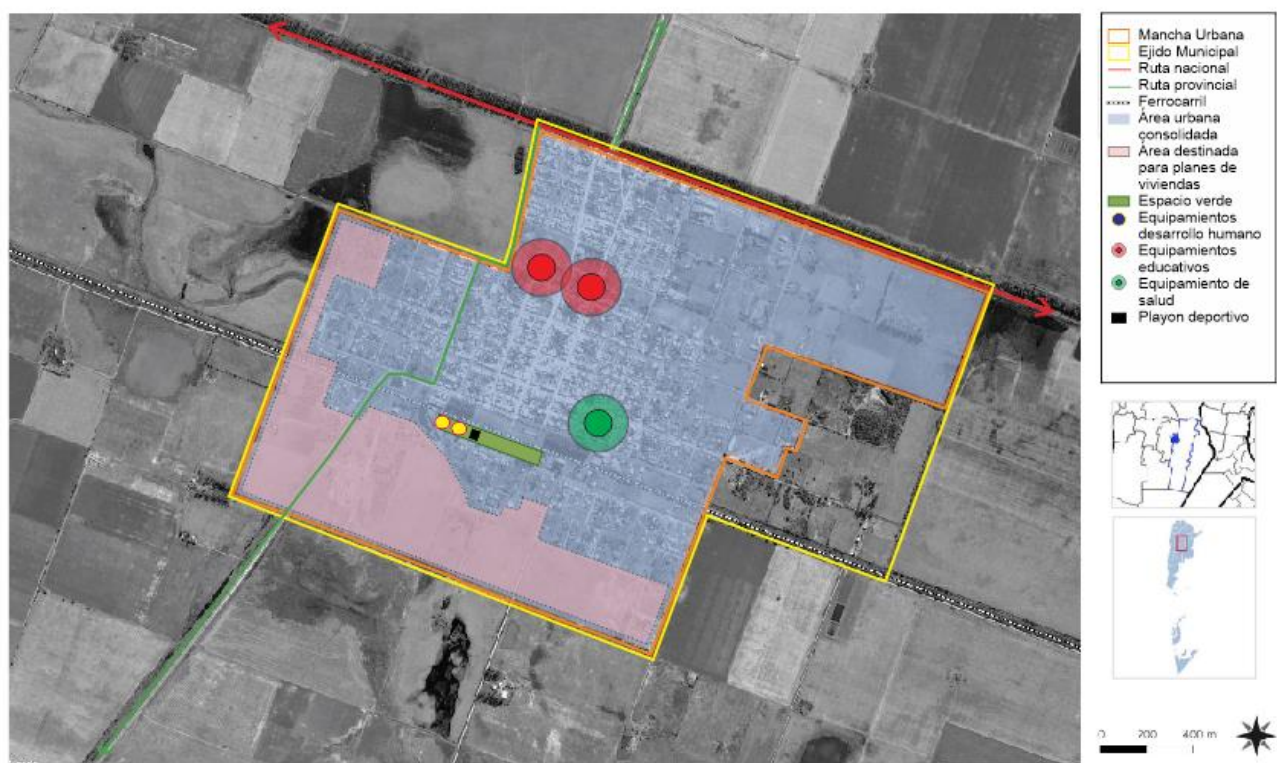 Mancha Urbana
Ejido Municipal
Ruta nacional
Ruta provincial
Ferrocarril
Área urbana
consolidada
Área destinada
para planes de
viviendas
Espacio verde
Equipamientos
desarrollo humano
Equipamientos
educativos
Equipamiento de
salud
Playon deportivo
0 200 400 m